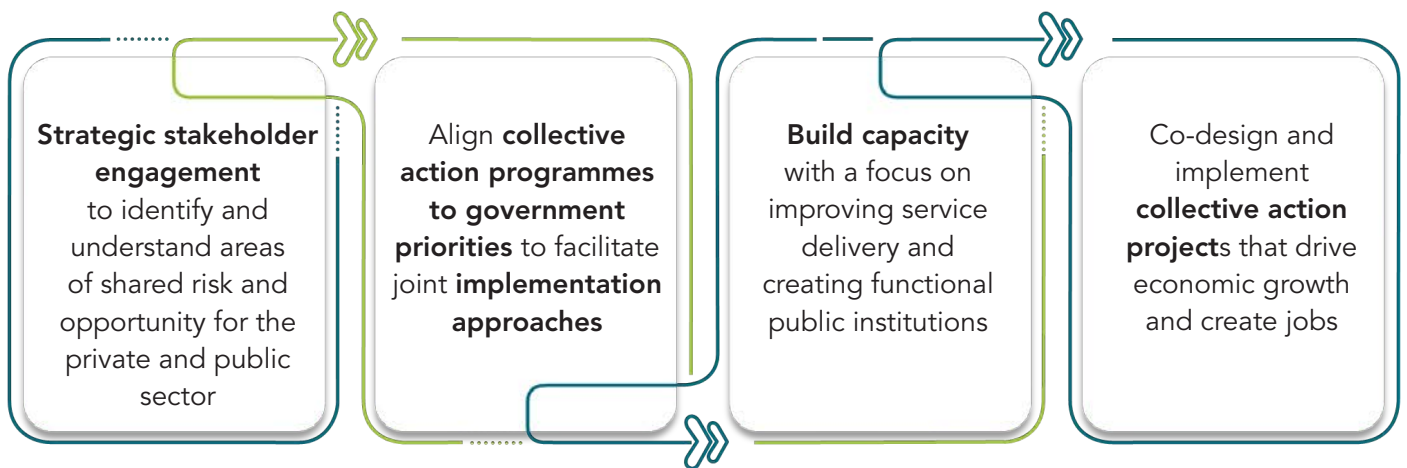 Strategic stakeholder
engagement
to identify and
understand areas
of shared risk and
opportunity for the
private and public
sector
Align collective
action programmes
to government
priorities to facilitate
joint implementation
approaches
Build capacity
with a focus on
improving service
delivery and
creating functional
public institutions
Co-design and
implement
collective action
projects that drive
economic growth
and create jobs